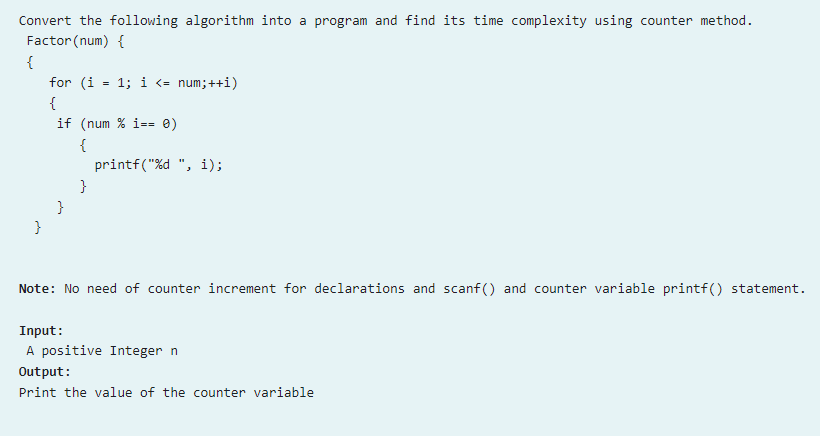 Convert the following algorithm into a program and find its time complexity using counter method.
Factor(num) {
{
for (i = 1; i <= num;++i)
{
if (num % i== 0)
{
printf("%d ", i);
}
}
}
Note: No need of counter increment for declarations and scanf() and counter variable printf() statement.
Input:
A positive Integer n
Output:
Print the value of the counter variable